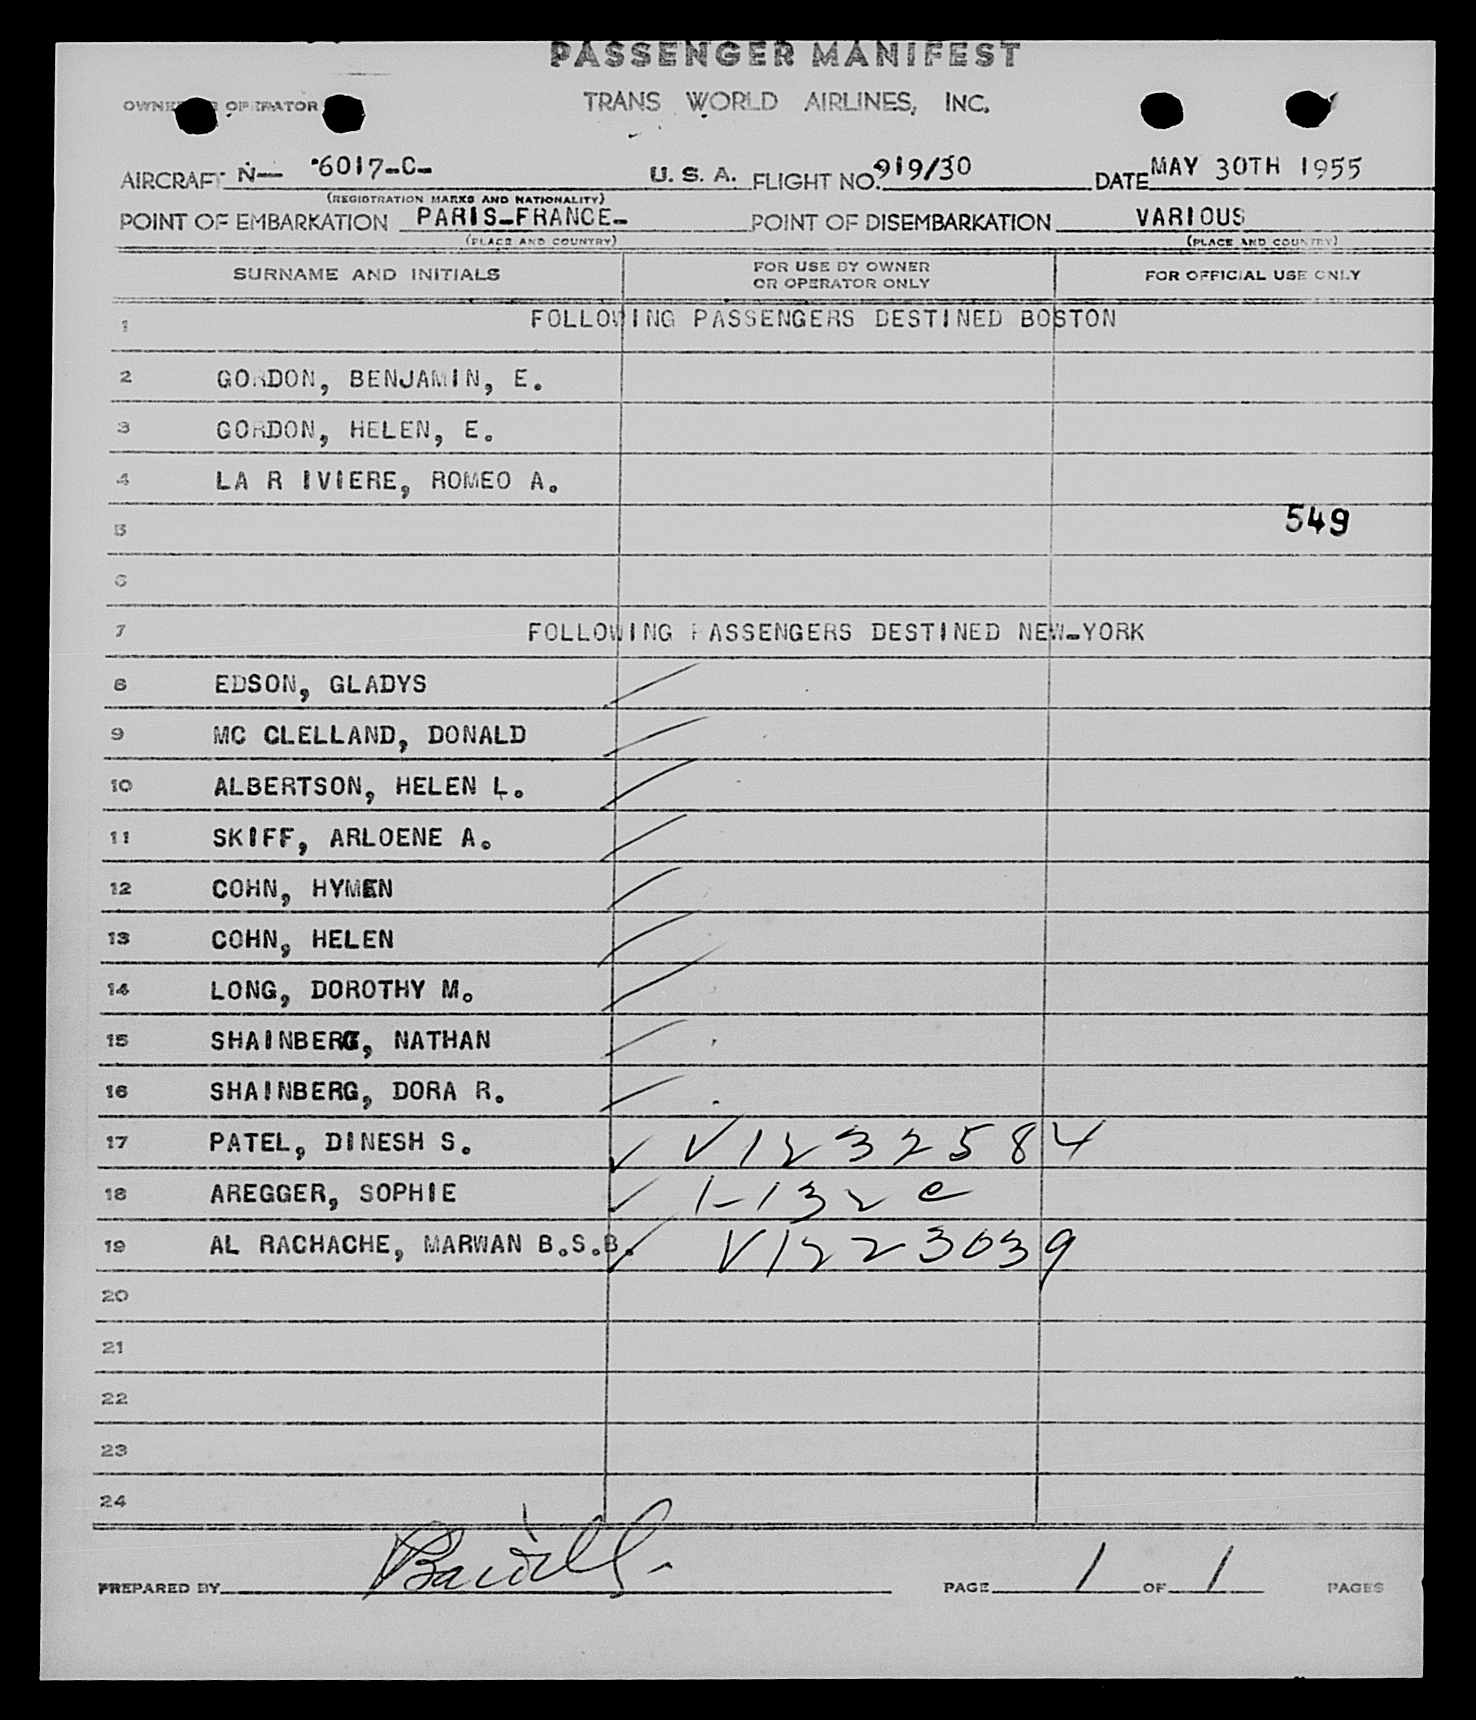 PASSENGER MANIFEST
OWNER OR OPERATOR TRANS WORLD AIRLINES, INC.
AIRCRAFT N- 6017-C- U. S. A. FLIGHT NO. 919/30 DATE MAY 30TH 1955
(REGISTRATION MARKS AND NATIONALITY)
POINT OF EMBARKATION PARIS-FRANCE- POINT OF DISEMBARKATION VARIOUS
(PLACE AND COUNTRY) (PLACE AND COUNTRY)
SURNAME AND INITIALS FOR USE BY OWNER OR OPERATOR ONLY FOR OFFICIAL USE ONLY
1 FOLLOWING PASSENGERS DESTINED BOSTON
2 GORDON, BENJAMIN, E.
3 GORDON, HELEN, E.
4 LA R IVIERE, ROMEO A.
5 549
6
7 FOLLOWING PASSENGERS DESTINED NEW-YORK
8 EDSON, GLADYS
9 MC CLELLAND, DONALD
10 ALBERTSON, HELEN L.
11 SKIFF, ARLOENE A.
12 COHN, HYMEN
13 COHN, HELEN
14 LONG, DOROTHY M.
15 SHAINBERG, NATHAN
16 SHAINBERG, DORA R.
17 PATEL, DINESH S. ✓ V1232584
18 AREGGER, SOPHIE ✓ 1-132 e
19 AL RACHACHE, MARWAN B.S.B. ✓ V1223039
20
21
22
23
24
PREPARED BY PAGE 1 OF 1 PAGES